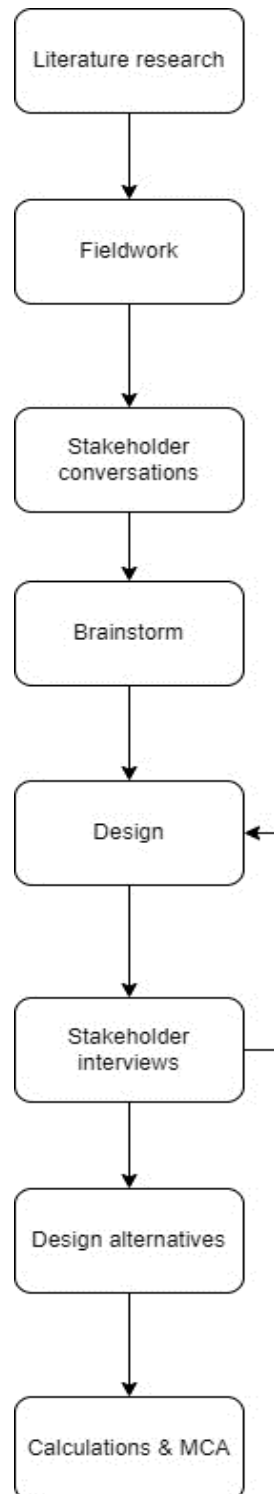 Literature research
Fieldwork
Stakeholder
conversations
Brainstorm
Design
Stakeholder
interviews
Design alternatives
Calculations & MCA